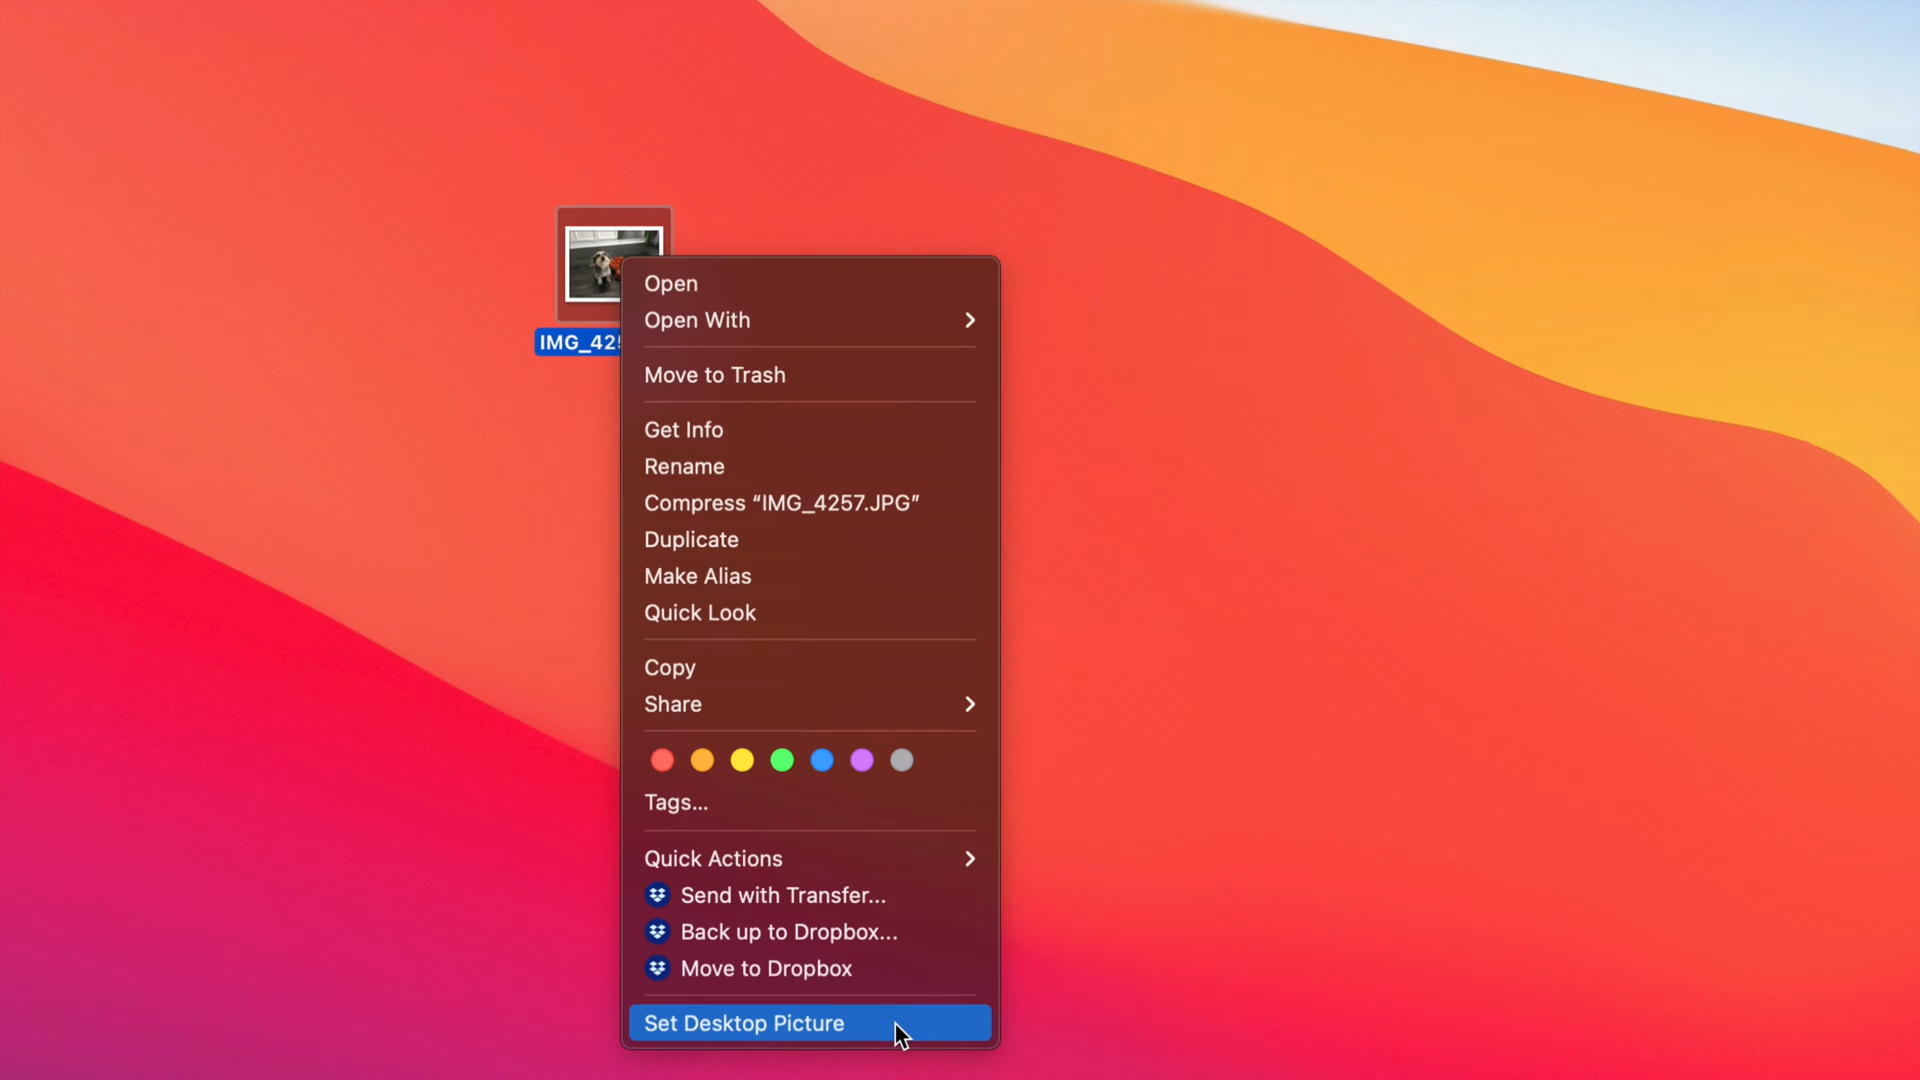 IMG_425
Open
Open With
Move to Trash
Get Info
Rename
Compress “IMG_4257.JPG”
Duplicate
Make Alias
Quick Look
Copy
Share
Tags...
Quick Actions
Send with Transfer...
Back up to Dropbox...
Move to Dropbox
Set Desktop Picture